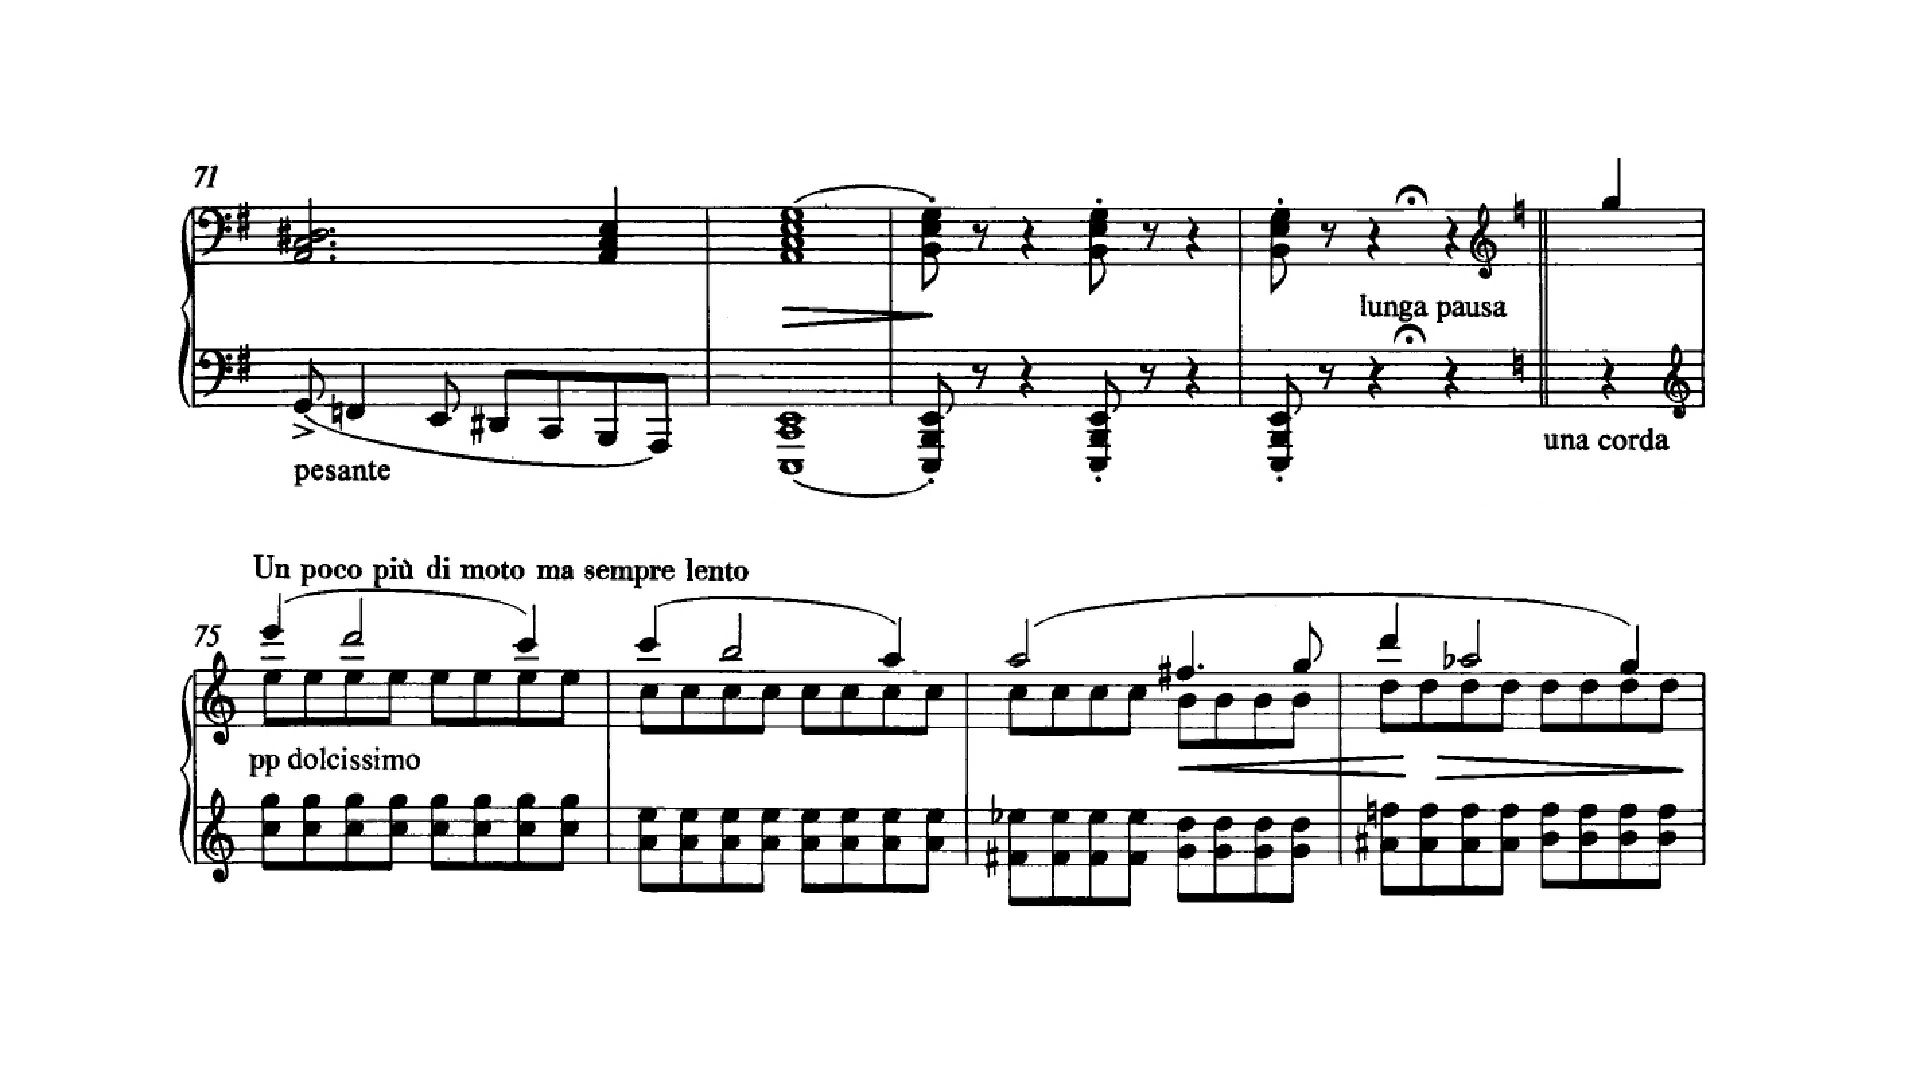 71
lunga pausa
pesante
una corda
Un poco più di moto ma sempre lento
75
pp dolcissimo